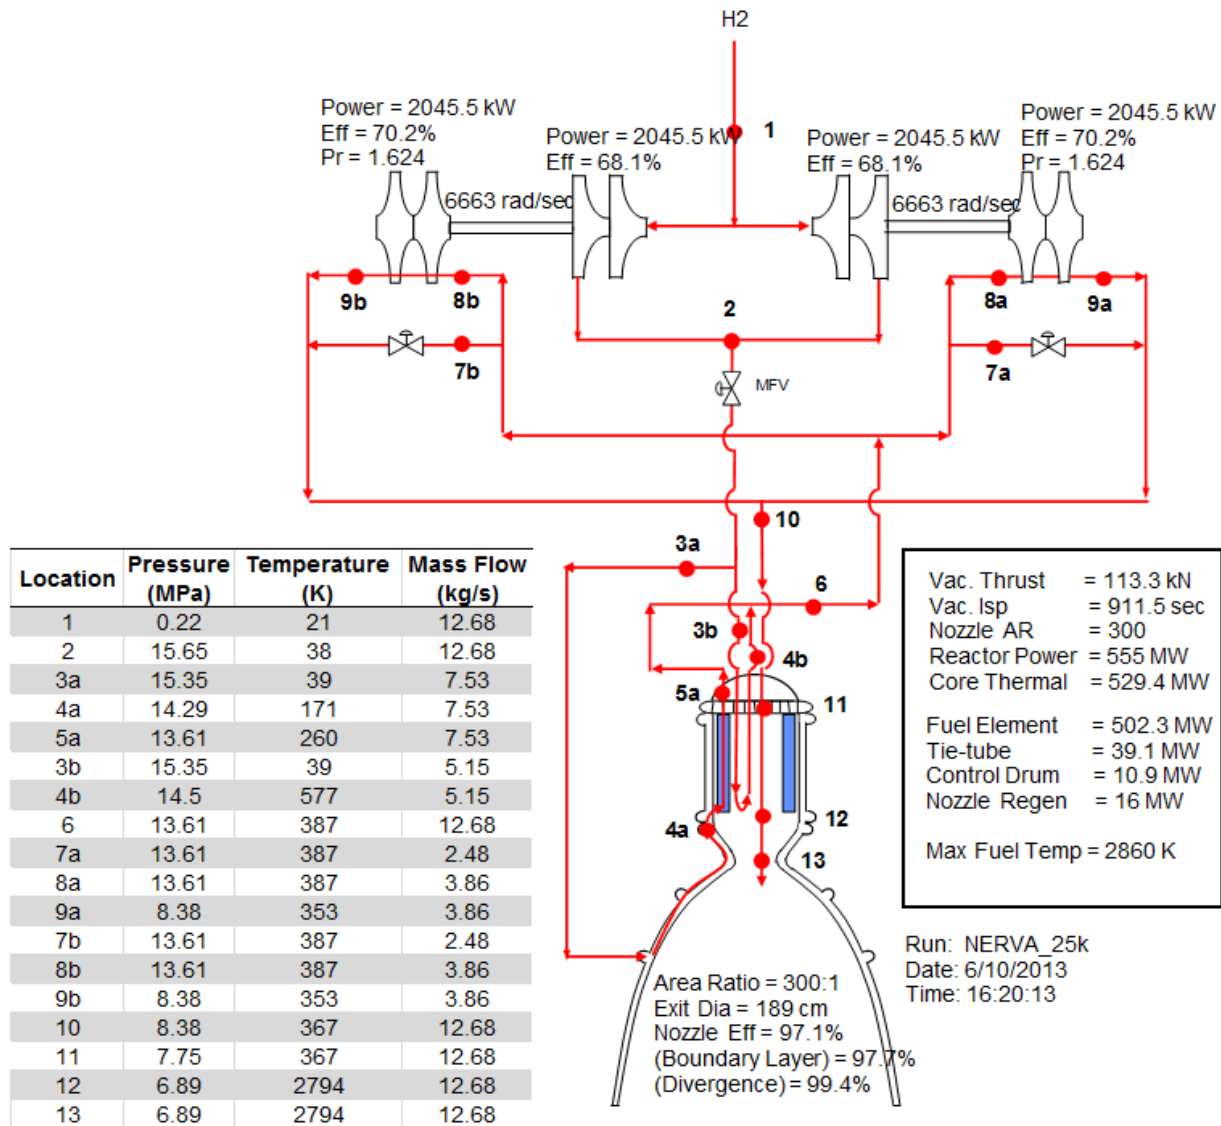 H2
Power = 2045.5 kW
Eff = 70.2%
Pr = 1.624
Power = 2045.5 kW
Eff = 68.1%
1
Power = 2045.5 kW
Eff = 68.1%
Power = 2045.5 kW
Eff = 70.2%
Pr = 1.624
6663 rad/sec
6663 rad/sec
9b
8b
2
8a
9a
7b
7a
MFV
10
3a
6
3b
4b
5a
11
4a
12
13
Location Pressure (MPa) Temperature (K) Mass Flow (kg/s)
1 0.22 21 12.68
2 15.65 38 12.68
3a 15.35 39 7.53
4a 14.29 171 7.53
5a 13.61 260 7.53
3b 15.35 39 5.15
4b 14.5 577 5.15
6 13.61 387 12.68
7a 13.61 387 2.48
8a 13.61 387 3.86
9a 8.38 353 3.86
7b 13.61 387 2.48
8b 13.61 387 3.86
9b 8.38 353 3.86
10 8.38 367 12.68
11 7.75 367 12.68
12 6.89 2794 12.68
13 6.89 2794 12.68
Vac. Thrust = 113.3 kN
Vac. Isp = 911.5 sec
Nozzle AR = 300
Reactor Power = 555 MW
Core Thermal = 529.4 MW
Fuel Element = 502.3 MW
Tie-tube = 39.1 MW
Control Drum = 10.9 MW
Nozzle Regen = 16 MW
Max Fuel Temp = 2860 K
Run: NERVA_25k
Date: 6/10/2013
Time: 16:20:13
Area Ratio = 300:1
Exit Dia = 189 cm
Nozzle Eff = 97.1%
(Boundary Layer) = 97.7%
(Divergence) = 99.4%